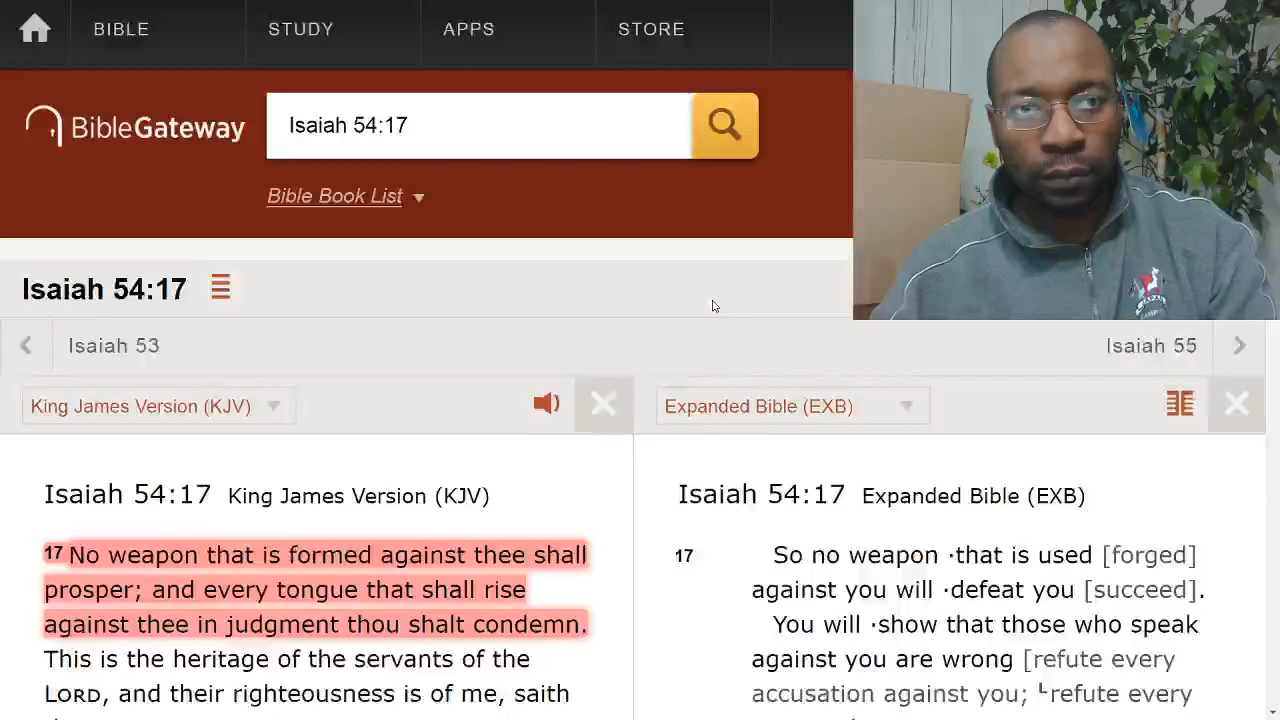 BIBLE STUDY APPS STORE
BibleGateway
Isaiah 54:17
Bible Book List
Isaiah 54:17
Isaiah 53
Isaiah 55
King James Version (KJV)
Expanded Bible (EXB)
Isaiah 54:17 King James Version (KJV)
17 No weapon that is formed against thee shall
prosper; and every tongue that shall rise
against thee in judgment thou shalt condemn.
This is the heritage of the servants of the
LORD, and their righteousness is of me, saith
Isaiah 54:17 Expanded Bible (EXB)
17 So no weapon ·that is used [forged]
against you will ·defeat you [succeed].
You will ·show that those who speak
against you are wrong [refute every
accusation against you; ᴸrefute every
JAPAN